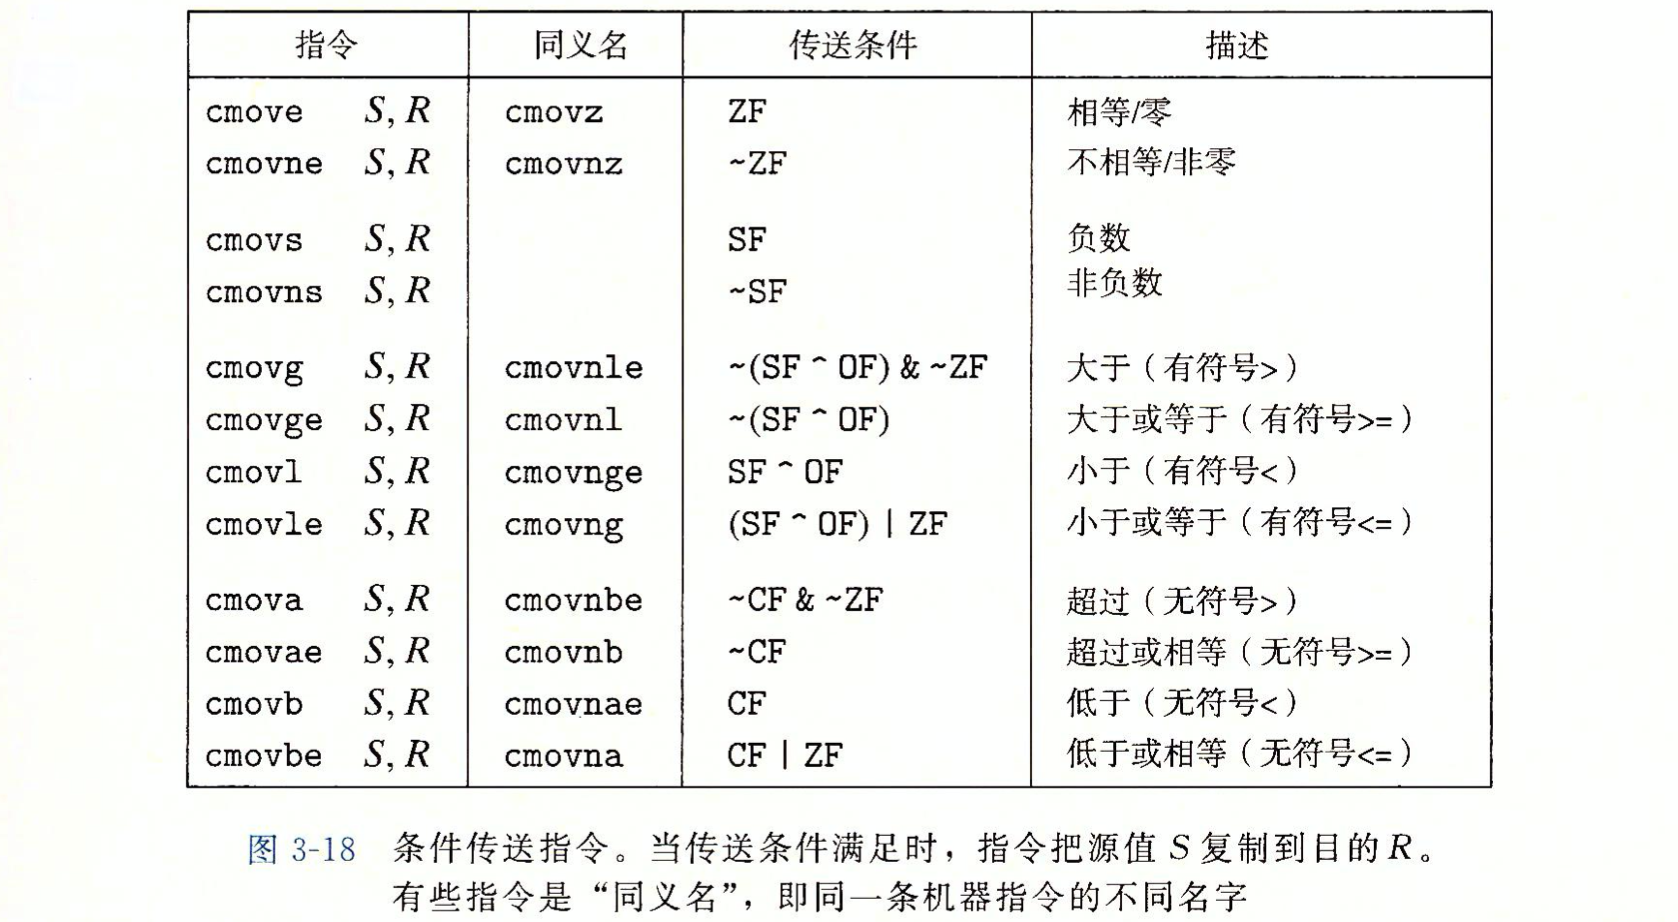 指令 同义名 传送条件 描述
cmove S, R cmovz ZF 相等/零
cmovne S, R cmovnz ~ZF 不相等/非零
cmovs S, R SF 负数
cmovns S, R ~SF 非负数
cmovg S, R cmovnle ~(SF ^ OF) & ~ZF 大于（有符号>）
cmovge S, R cmovnl ~(SF ^ OF) 大于或等于（有符号>=）
cmovl S, R cmovnge SF ^ OF 小于（有符号<）
cmovle S, R cmovng (SF ^ OF) | ZF 小于或等于（有符号<=）
cmova S, R cmovnbe ~CF & ~ZF 超过（无符号>）
cmovae S, R cmovnb ~CF 超过或相等（无符号>=）
cmovb S, R cmovnae CF 低于（无符号<）
cmovbe S, R cmovna CF | ZF 低于或相等（无符号<=）
图 3-18 条件传送指令。当传送条件满足时，指令把源值 S 复制到目的 R。
有些指令是“同义名”，即同一条机器指令的不同名字